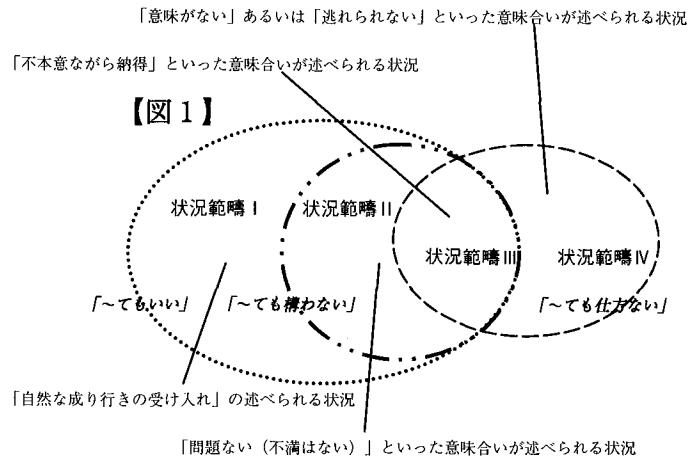 「意味がない」あるいは「逃れられない」といった意味合いが述べられる状況
「不本意ながら納得」といった意味合いが述べられる状況
【図1】
状況範疇Ⅰ
状況範疇Ⅱ
状況範疇Ⅲ
状況範疇Ⅳ
「～てもいい」
「～ても構わない」
「～ても仕方ない」
「自然な成り行きの受け入れ」の述べられる状況
「問題ない（不満はない）」といった意味合いが述べられる状況